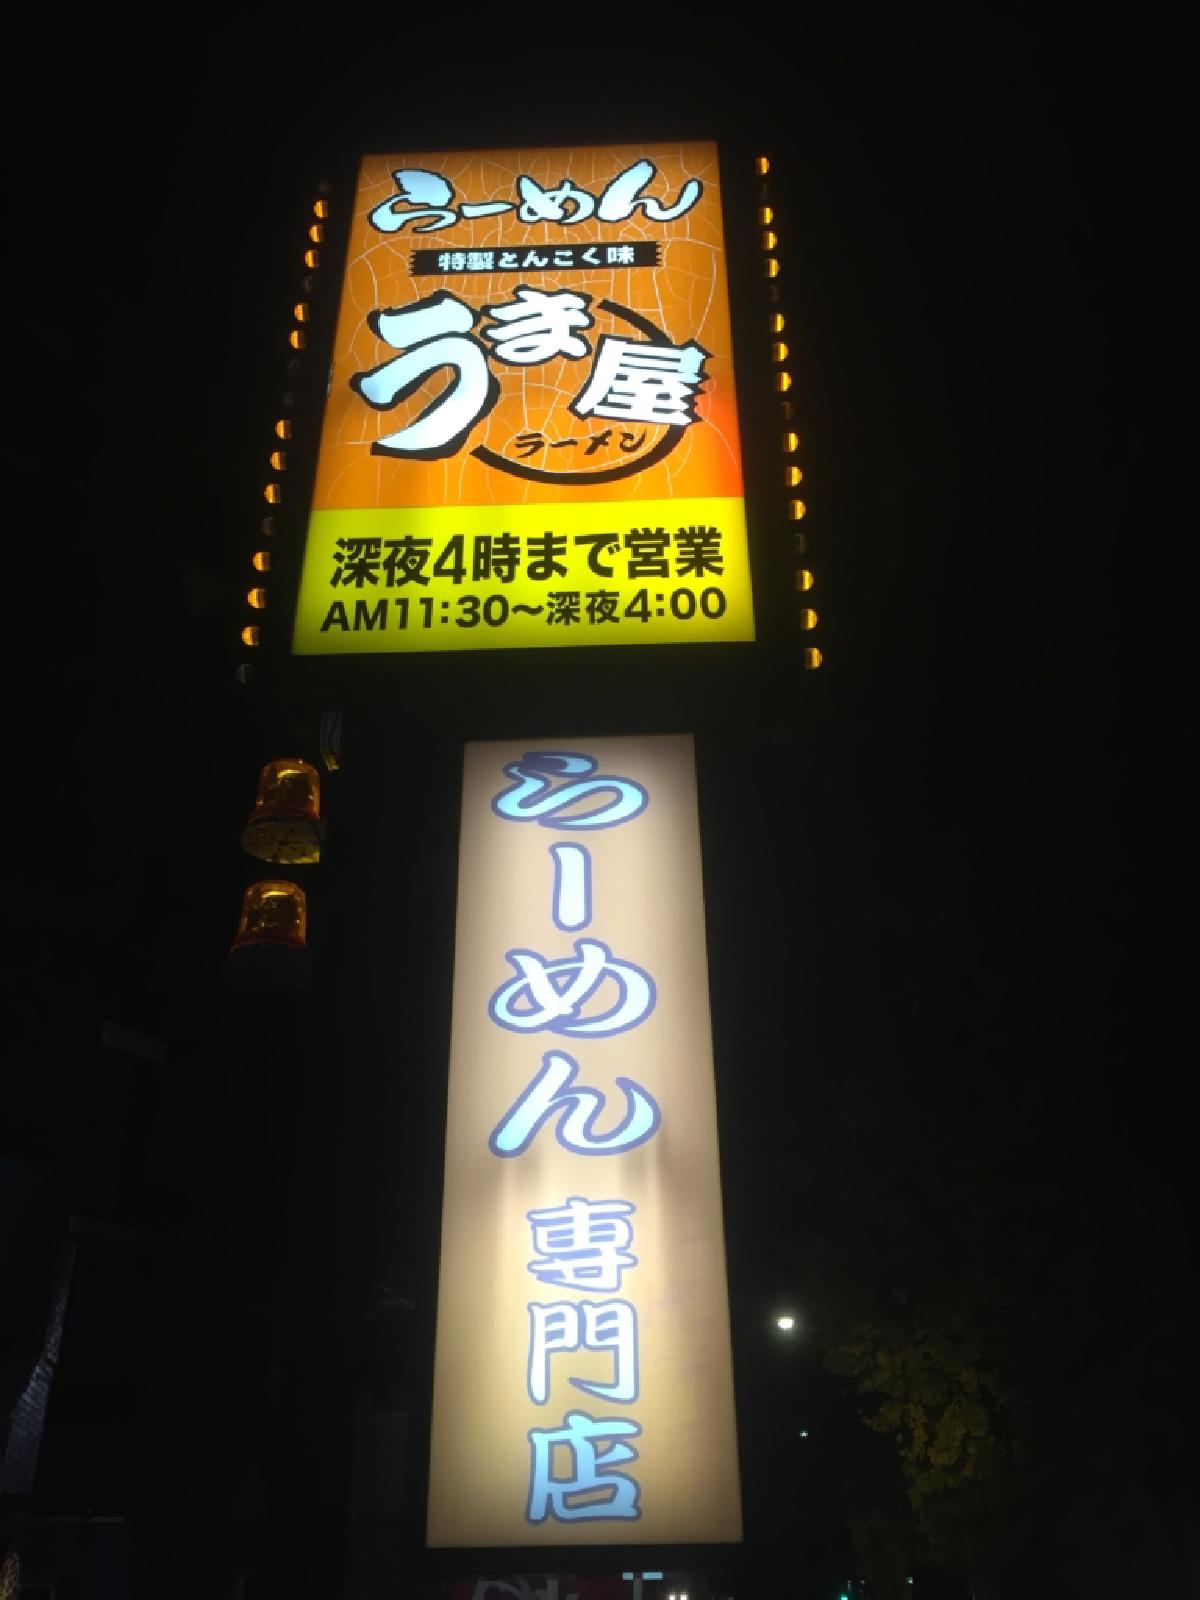 らーめん
特製とんこく味
うま屋
ラーメン
深夜4時まで営業
AM11:30〜深夜4:00
らーめん専門店